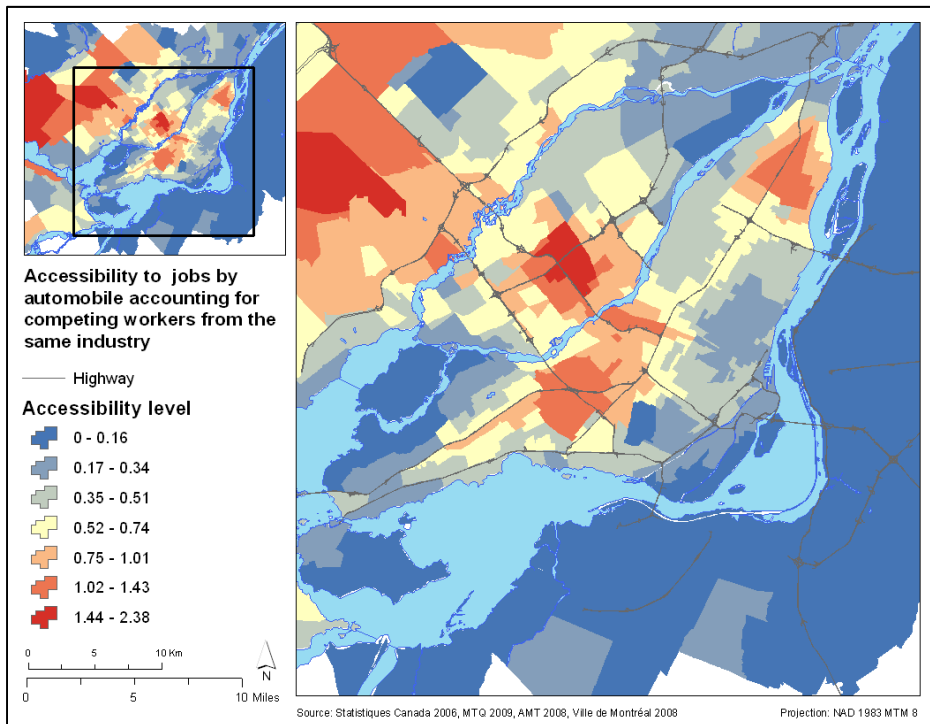 Accessibility to jobs by
automobile accounting for
competing workers from the
same industry
Highway
Accessibility level
0 - 0.16
0.17 - 0.34
0.35 - 0.51
0.52 - 0.74
0.75 - 1.01
1.02 - 1.43
1.44 - 2.38
0 5 10 Km
0 5 10 Miles
N
Source: Statistiques Canada 2006, MTQ 2009, AMT 2008, Ville de Montréal 2008
Projection: NAD 1983 MTM 8